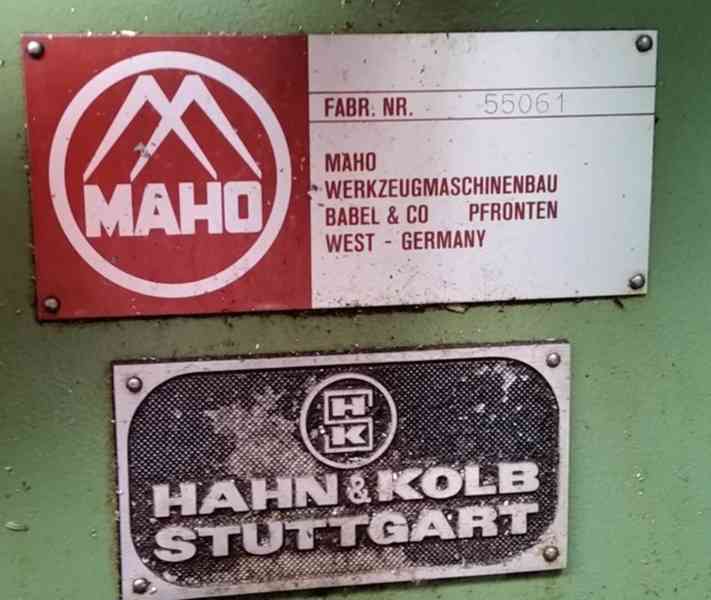 MAHO
FABR. NR. 55061
MAHO
WERKZEUGMASCHINENBAU
BABEL & CO PFRONTEN
WEST - GERMANY
HK
HAHN & KOLB
STUTTGART